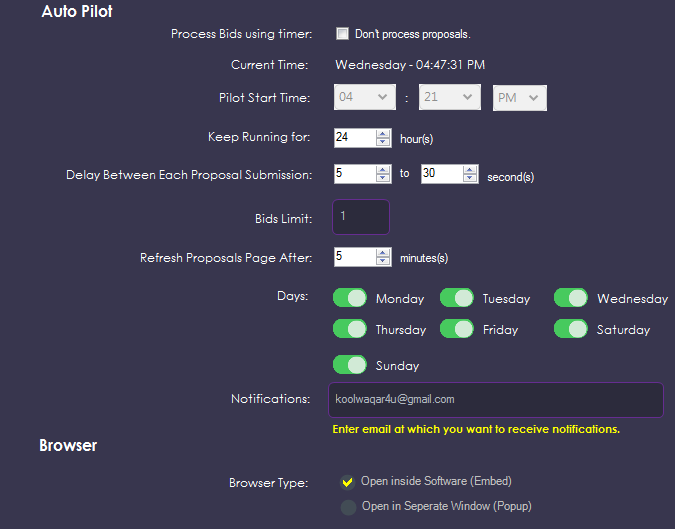 Auto Pilot
Process Bids using timer: Don't process proposals.
Current Time: Wednesday - 04:47:31 PM
Pilot Start Time: 04 : 21 PM
Keep Running for: 24 hour(s)
Delay Between Each Proposal Submission: 5 to 30 second(s)
Bids Limit: 1
Refresh Proposals Page After: 5 minutes(s)
Days: Monday Tuesday Wednesday
Thursday Friday Saturday
Sunday
Notifications: koolwaqar4u@gmail.com
Enter email at which you want to receive notifications.
Browser
Browser Type: Open inside Software (Embed)
Open in Seperate Window (Popup)